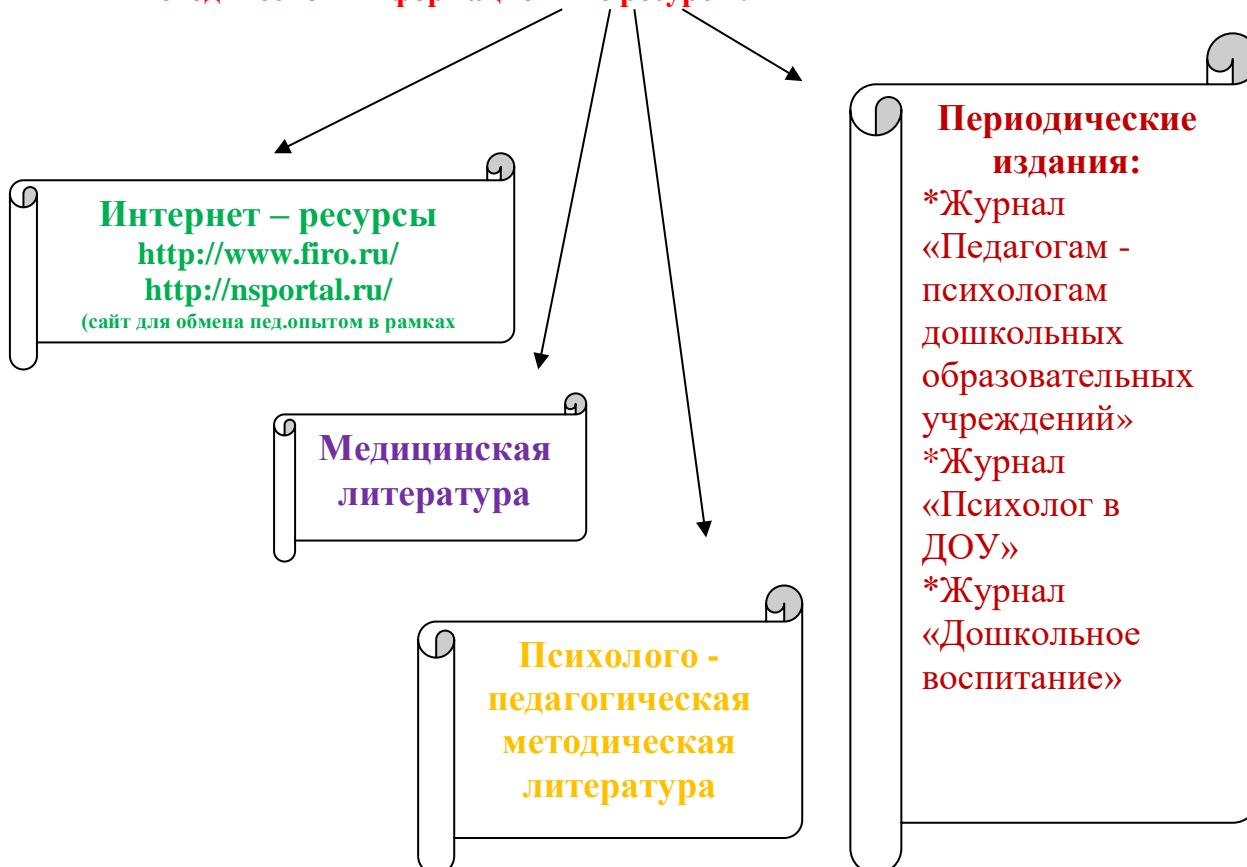 Интернет – ресурсы
http://www.firo.ru/
http://nsportal.ru/
(сайт для обмена пед.опытом в рамках
Медицинская
литература
Психолого -
педагогическая
методическая
литература
Периодические
издания:
*Журнал
«Педагогам -
психологам
дошкольных
образовательных
учреждений»
*Журнал
«Психолог в
ДОУ»
*Журнал
«Дошкольное
воспитание»